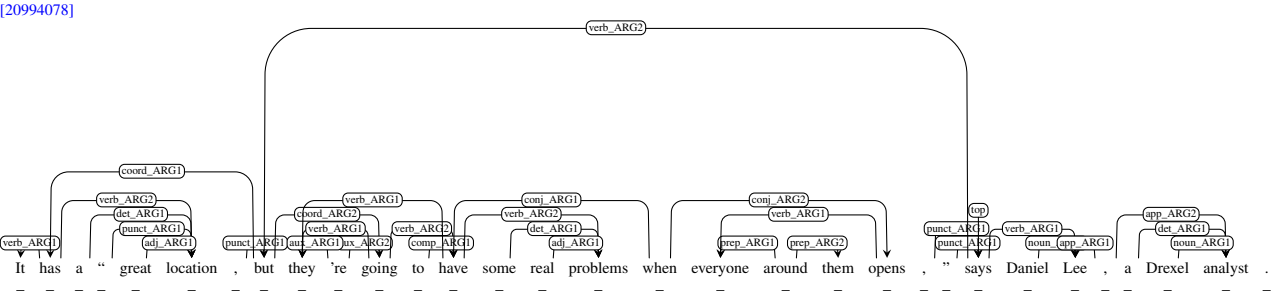 [20994078]
verb_ARG2
coord_ARG1
verb_ARG2 verb_ARG1 conj_ARG1 conj_ARG2
top
det_ARG1 coord_ARG2 verb_ARG2 verb_ARG1 app_ARG2
punct_ARG1 verb_ARG1 verb_ARG2 det_ARG1 punct_ARG1 verb_ARG1 det_ARG1
verb_ARG1 adj_ARG1 punct_ARG1 aux_ARG1 ux_ARG2 comp_ARG1 adj_ARG1 prep_ARG1 prep_ARG2 punct_ARG1 noun_ app_ARG1 noun_ARG1
It has a “ great location , but they 're going to have some real problems when everyone around them opens , ” says Daniel Lee , a Drexel analyst .
_ _ _ _ _ _ _ _ _ _ _ _ _ _ _ _ _ _ _ _ _ _ _ _ _ _ _ _ _ _ _